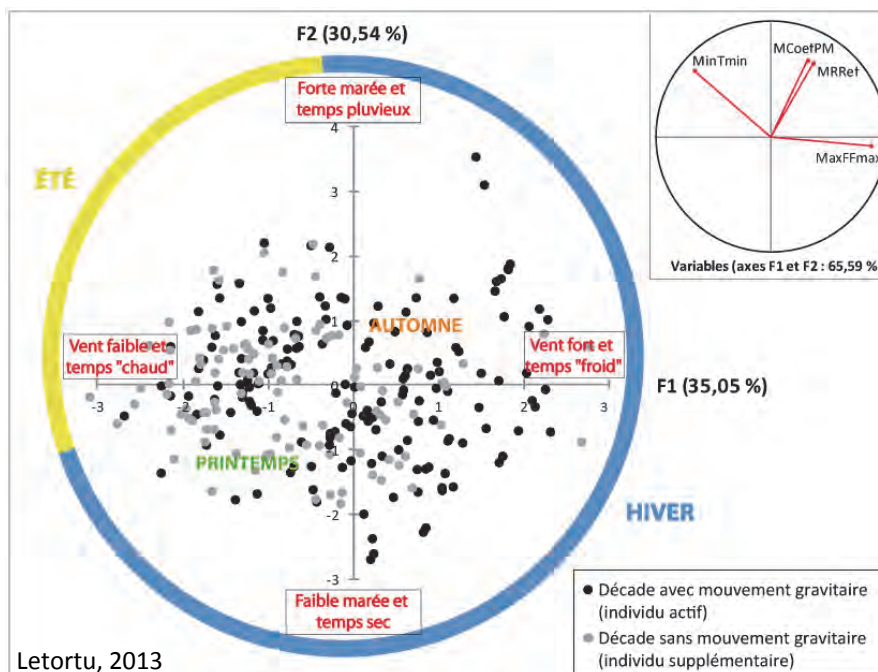 F2 (30,54 %)
Forte marée et
temps pluvieux
4
3
2
1
0
-1
-2
-3
-3
-2
-1
0
1
2
3
ÉTÉ
AUTOMNE
Vent faible et
temps "chaud"
Vent fort et
temps "froid"
F1 (35,05 %)
PRINTEMPS
HIVER
Faible marée et
temps sec
MinTmin
MCoefPM
MRRef
MaxFFmax
Variables (axes F1 et F2 : 65,59 %
Décade avec mouvement gravitaire
(individu actif)
Décade sans mouvement gravitaire
(individu supplémentaire)
Letortu, 2013